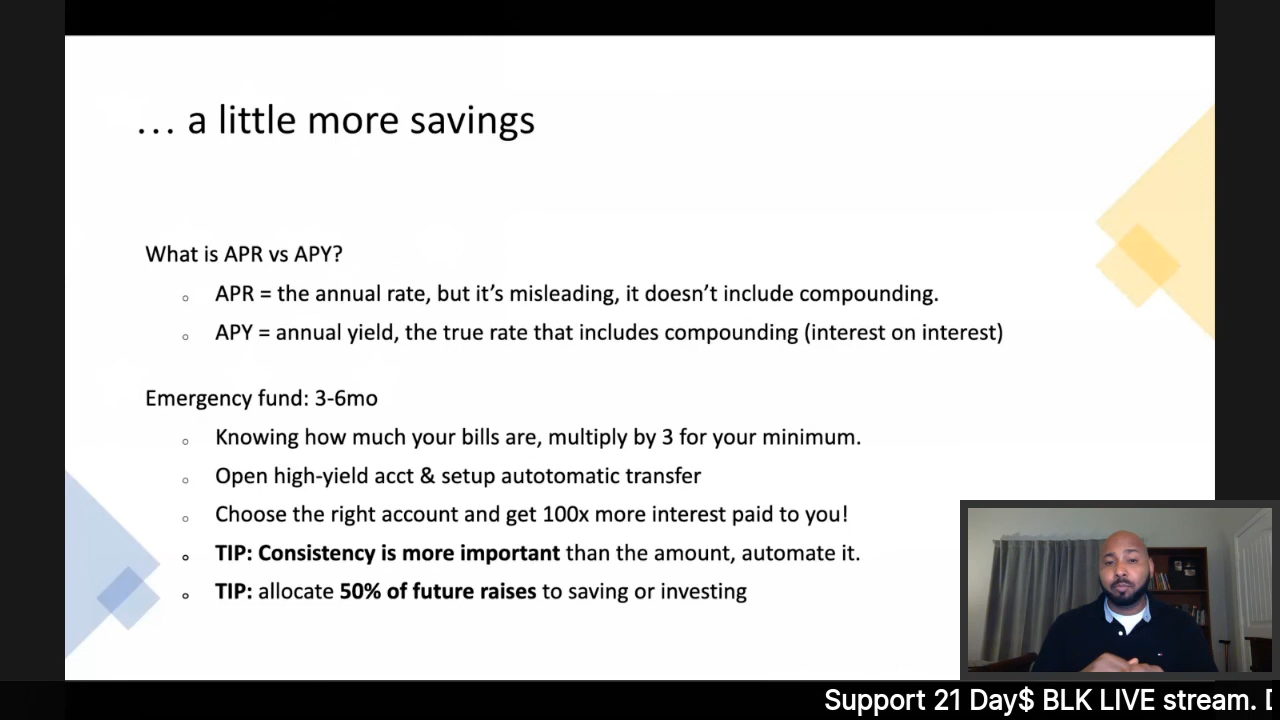 … a little more savings
What is APR vs APY?
◦ APR = the annual rate, but it’s misleading, it doesn’t include compounding.
◦ APY = annual yield, the true rate that includes compounding (interest on interest)
Emergency fund: 3-6mo
◦ Knowing how much your bills are, multiply by 3 for your minimum.
◦ Open high-yield acct & setup autotomatic transfer
◦ Choose the right account and get 100x more interest paid to you!
◦ TIP: Consistency is more important than the amount, automate it.
◦ TIP: allocate 50% of future raises to saving or investing
Support 21 Day$ BLK LIVE stream.